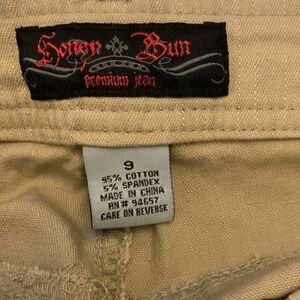 Honey Bun
premium jean
9
95% COTTON
5% SPANDEX
MADE IN CHINA
RN# 94657
CARE ON REVERSE